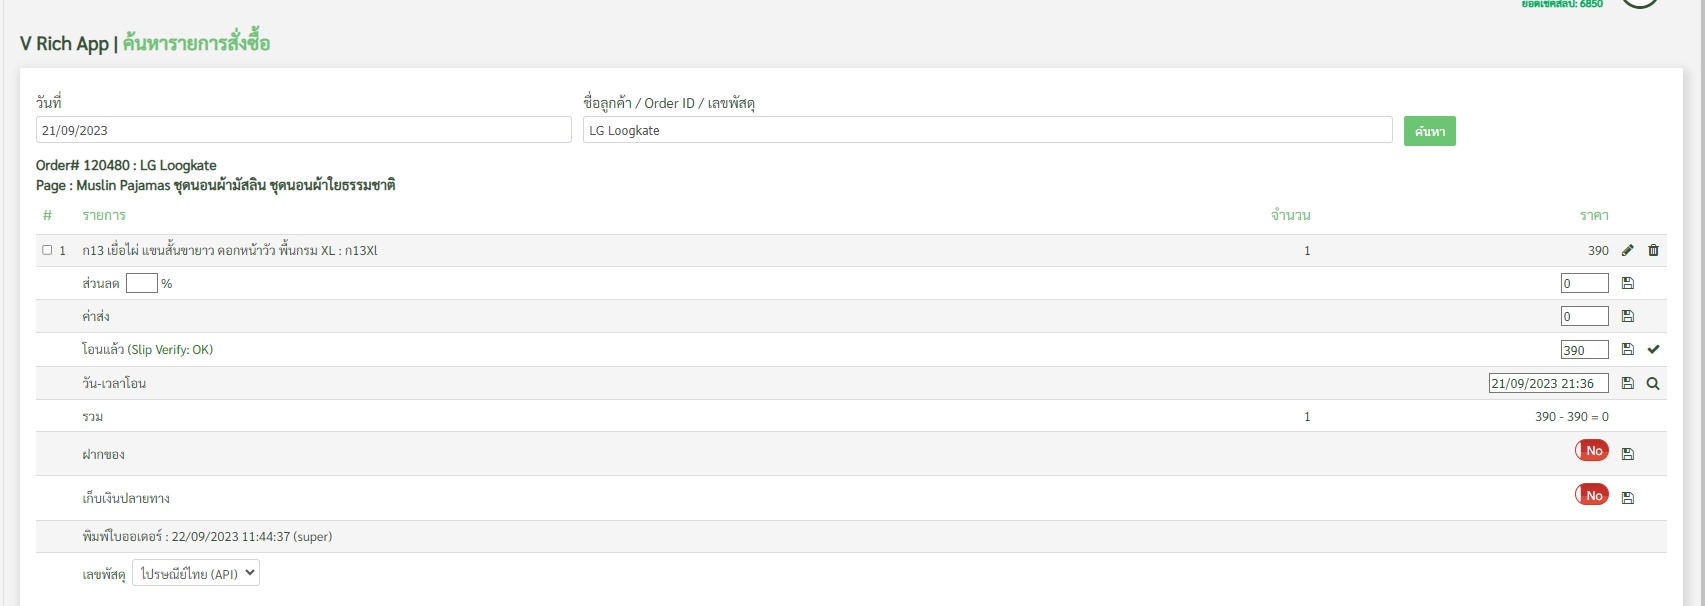 ยอดเช็คสลิป: 6850
V Rich App | ค้นหารายการสั่งซื้อ
วันที่
ชื่อลูกค้า / Order ID / เลขพัสดุ
21/09/2023
LG Loogkate
ค้นหา
Order# 120480 : LG Loogkate
Page : Muslin Pajamas ชุดนอนผ้ามัสลิน ชุดนอนผ้าใยธรรมชาติ
# รายการ จำนวน ราคา
1 ก13 เยื่อไผ่ แขนสั้นขายาว ดอกหน้าวัว พื้นกรม XL : ก13Xl 1 390
ส่วนลด % 0
ค่าส่ง 0
โอนแล้ว (Slip Verify: OK) 390
วัน-เวลาโอน 21/09/2023 21:36
รวม 1 390 - 390 = 0
ฝากของ No
เก็บเงินปลายทาง No
พิมพ์ใบออเดอร์ : 22/09/2023 11:44:37 (super)
เลขพัสดุ ไปรษณีย์ไทย (API)